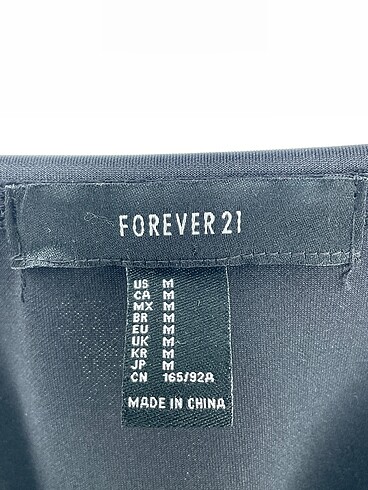 FOREVER 21
US M
CA M
MX M
BR M
EU M
UK M
KR M
JP M
CN 165/92A
MADE IN CHINA